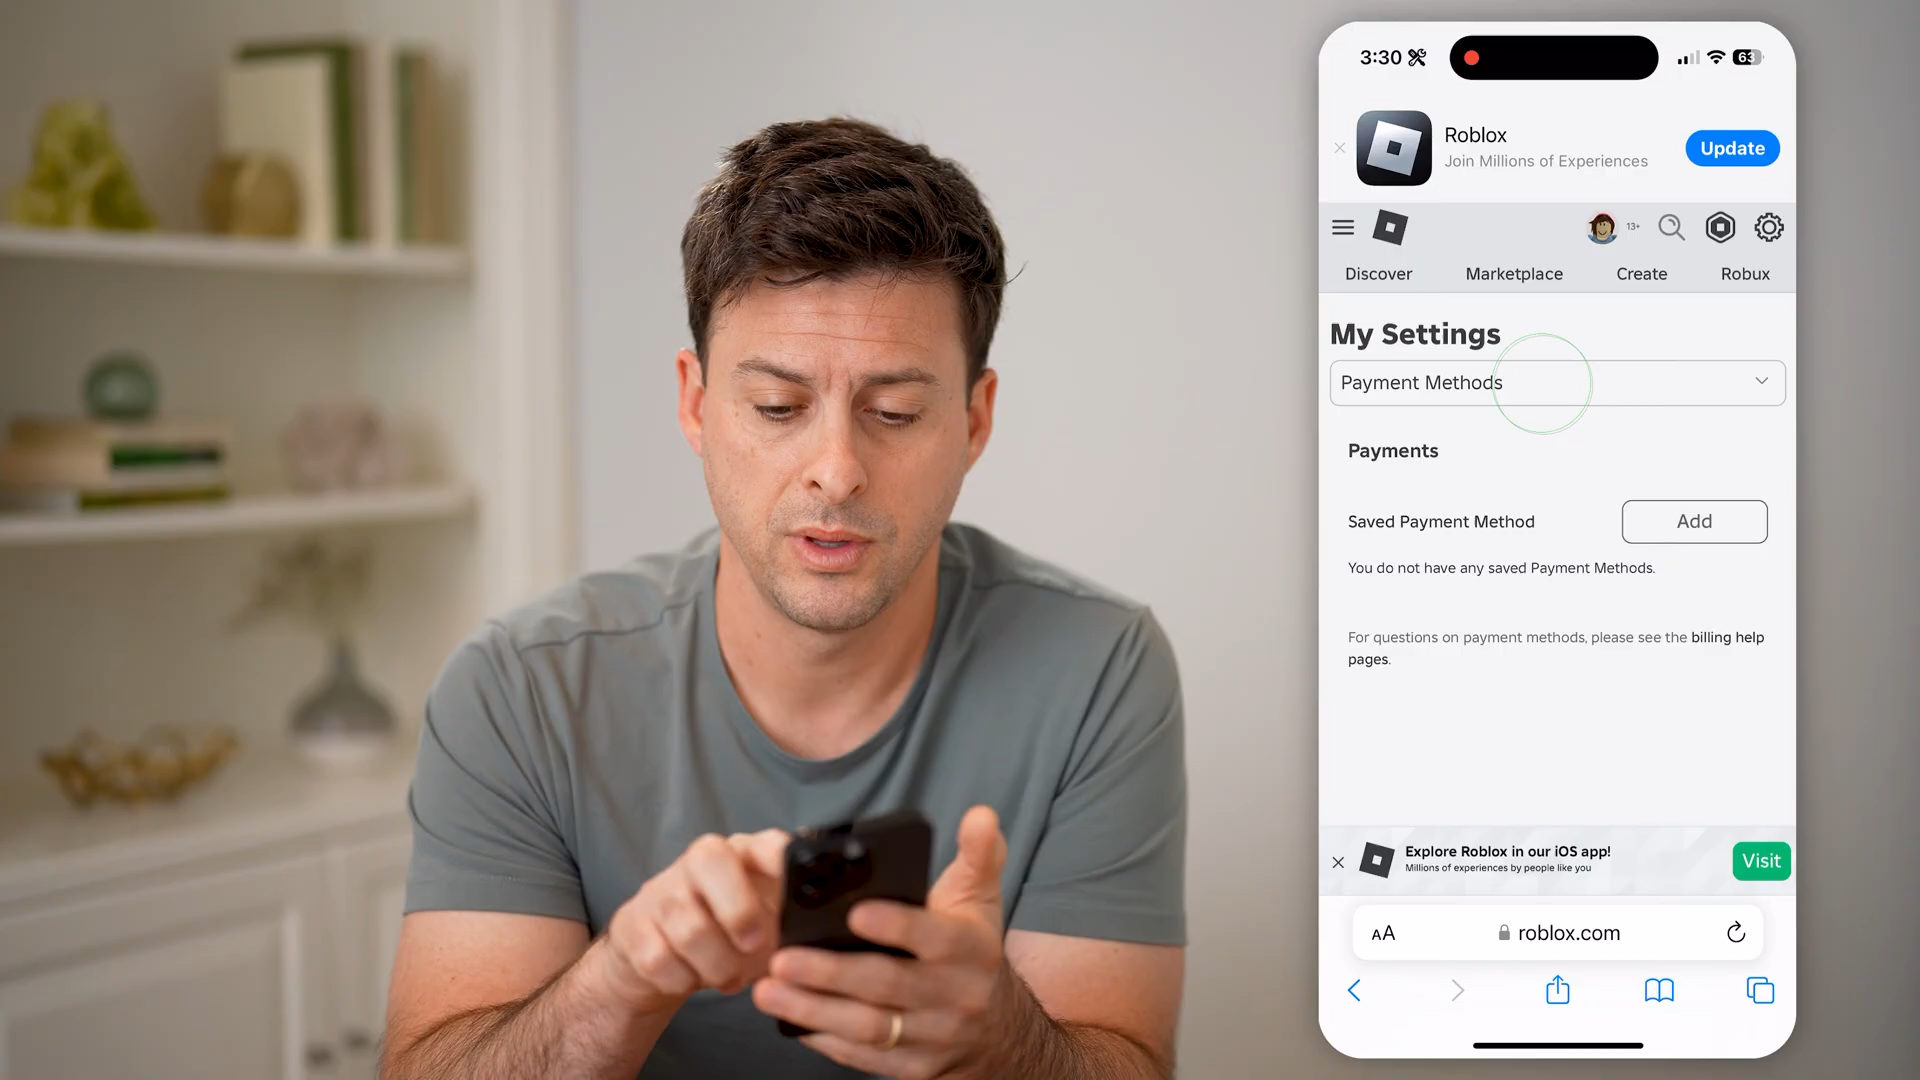 3:30
63
Roblox
Join Millions of Experiences
Update
13+
Discover Marketplace Create Robux
My Settings
Payment Methods
Payments
Saved Payment Method
Add
You do not have any saved Payment Methods.
For questions on payment methods, please see the billing help
pages.
Explore Roblox in our iOS app!
Millions of experiences by people like you
Visit
AA
roblox.com